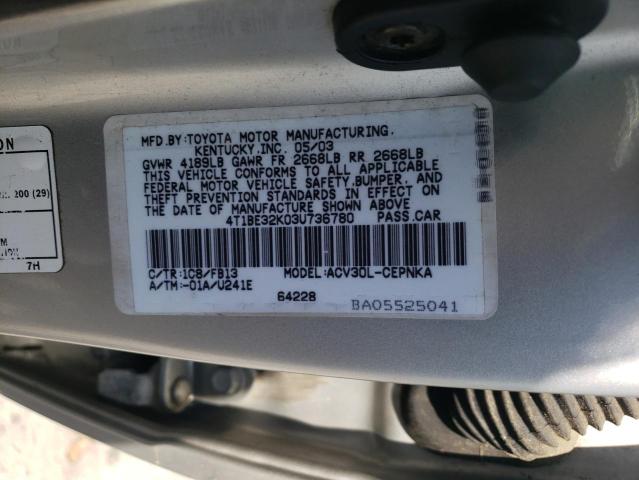 MFD.BY:TOYOTA MOTOR MANUFACTURING,
KENTUCKY,INC. 05/03
GVWR 4189LB GAWR FR 2668LB RR 2668LB
THIS VEHICLE CONFORMS TO ALL APPLICABLE
FEDERAL MOTOR VEHICLE SAFETY,BUMPER, AND
THEFT PREVENTION STANDARDS IN EFFECT ON
THE DATE OF MANUFACTURE SHOWN ABOVE
4T1BE32K03U736780 PASS.CAR
C/TR:1C8/FB13 MODEL:ACV30L-CEPNKA
A/TM:-01A/U241E
64228
BA05525041
ON
200 (29)
7H